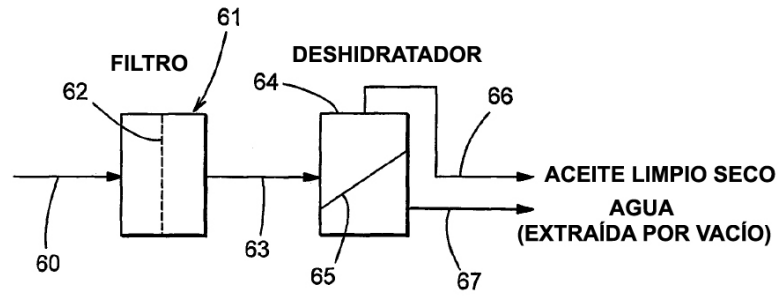 61
FILTRO
DESHIDRATADOR
62
64
66
ACEITE LIMPIO SECO
AGUA
(EXTRAÍDA POR VACÍO)
60
63
65
67